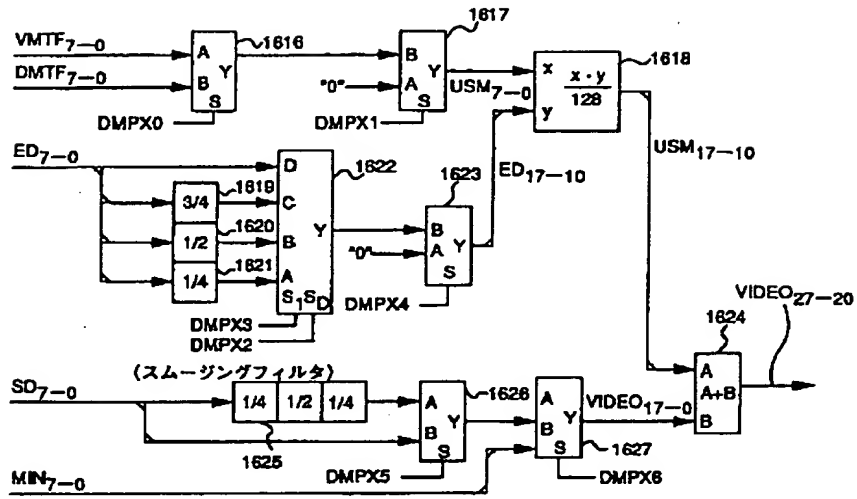 VMTF7-0
DMTF7-0
A
B
Y
S
1616
DMPX0
B
"0"
A
Y
S
1617
DMPX1
USM7-0
x
y
x・y
128
1618
USM17-10
ED7-0
3/4
1619
1/2
1620
1/4
1621
D
C
B
A
Y
S1 SD
1622
DMPX3
DMPX2
"0"
B
A
Y
S
1623
DMPX4
ED17-10
VIDEO27-20
1624
A
A+B
B
(スムージングフィルタ)
SD7-0
1/4
1/2
1/4
1625
A
B
Y
S
1626
DMPX5
MIN7-0
A
B
Y
S
1627
DMPX6
VIDEO17-0